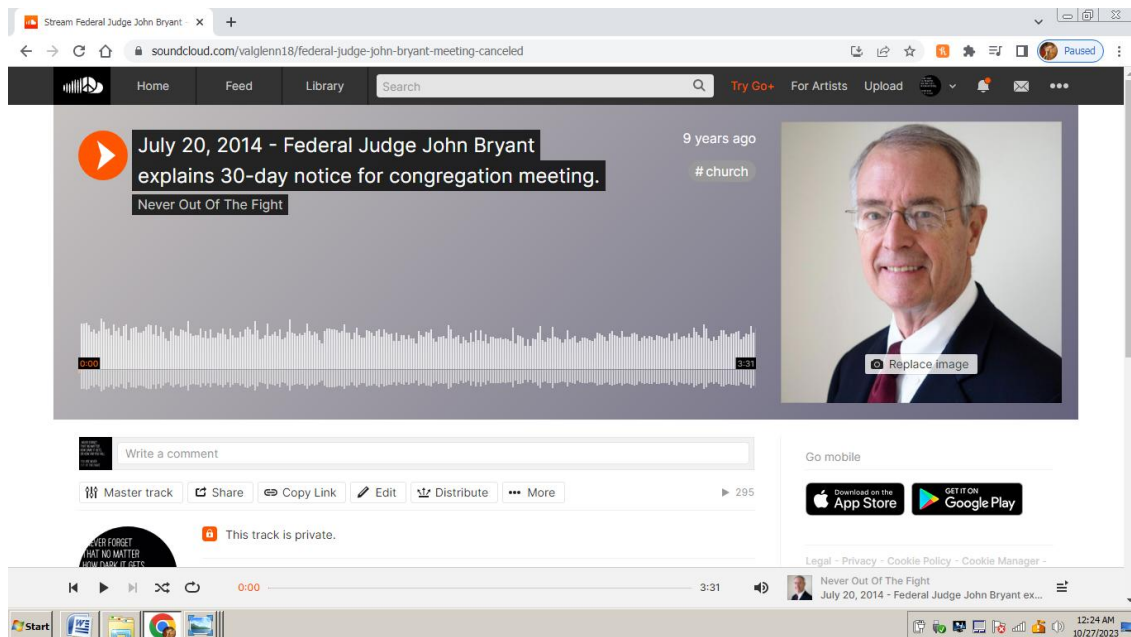 Stream Federal Judge John Bryant -
soundcloud.com/valglenn18/federal-judge-john-bryant-meeting-canceled
Paused
Home Feed Library Search Try Go+ For Artists Upload
July 20, 2014 - Federal Judge John Bryant
explains 30-day notice for congregation meeting.
Never Out Of The Fight
9 years ago
# church
0:00
3:31
Replace image
Write a comment
Master track Share Copy Link Edit Distribute More
295
This track is private.
NEVER FORGET
THAT NO MATTER
HOW DARK IT GETS
Go mobile
Download on the
App Store
GET IT ON
Google Play
Legal - Privacy - Cookie Policy - Cookie Manager -
0:00 3:31
Never Out Of The Fight
July 20, 2014 - Federal Judge John Bryant ex...
Start
12:24 AM
10/27/2023